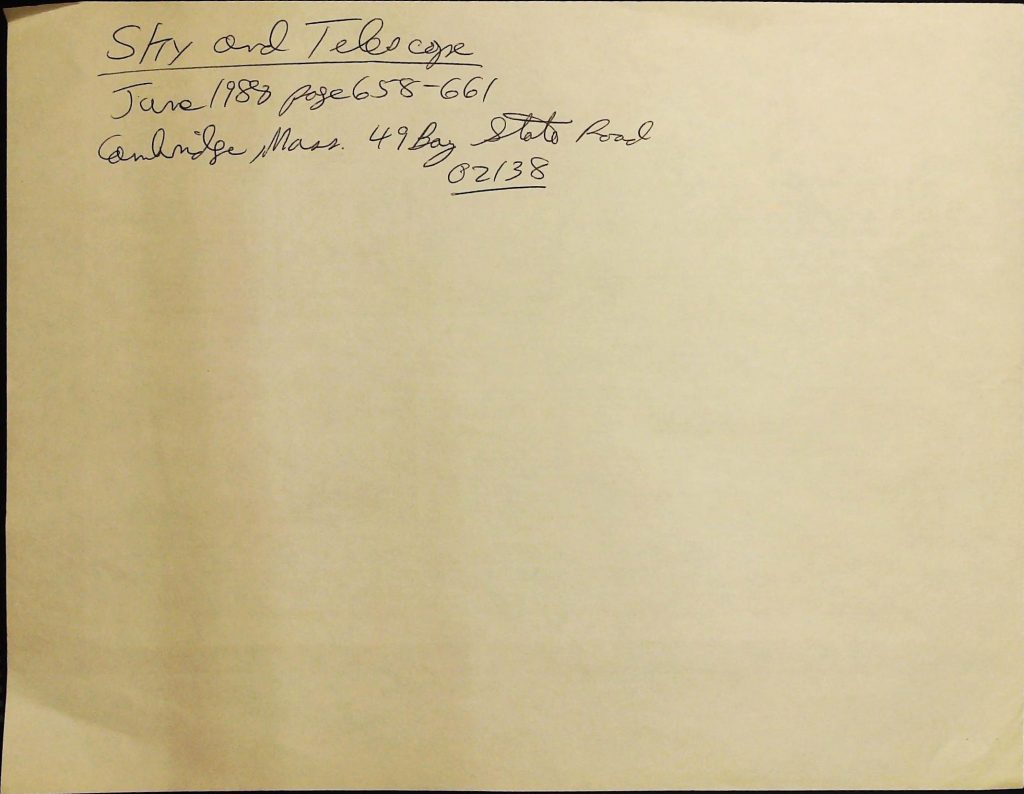 Sky and Telescope
June 1988 page 658-661
Cambridge, Mass. 49 Bay State Road
02138